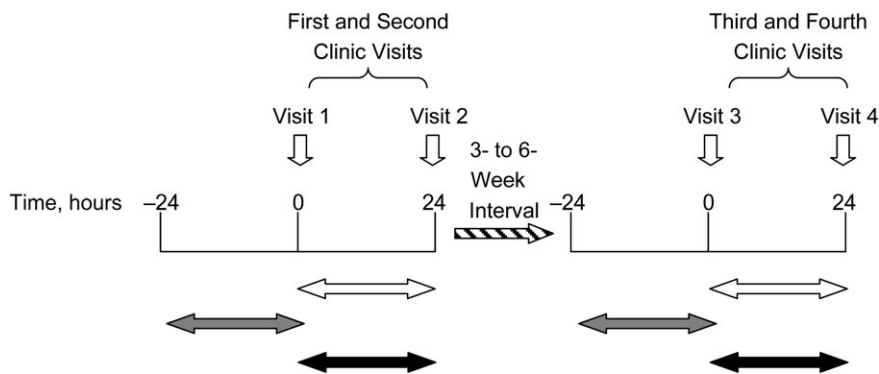 First and Second
Clinic Visits
Third and Fourth
Clinic Visits
Visit 1
Visit 2
Visit 3
Visit 4
3- to 6-
Week
Interval
Time, hours
–24
0
24
–24
0
24